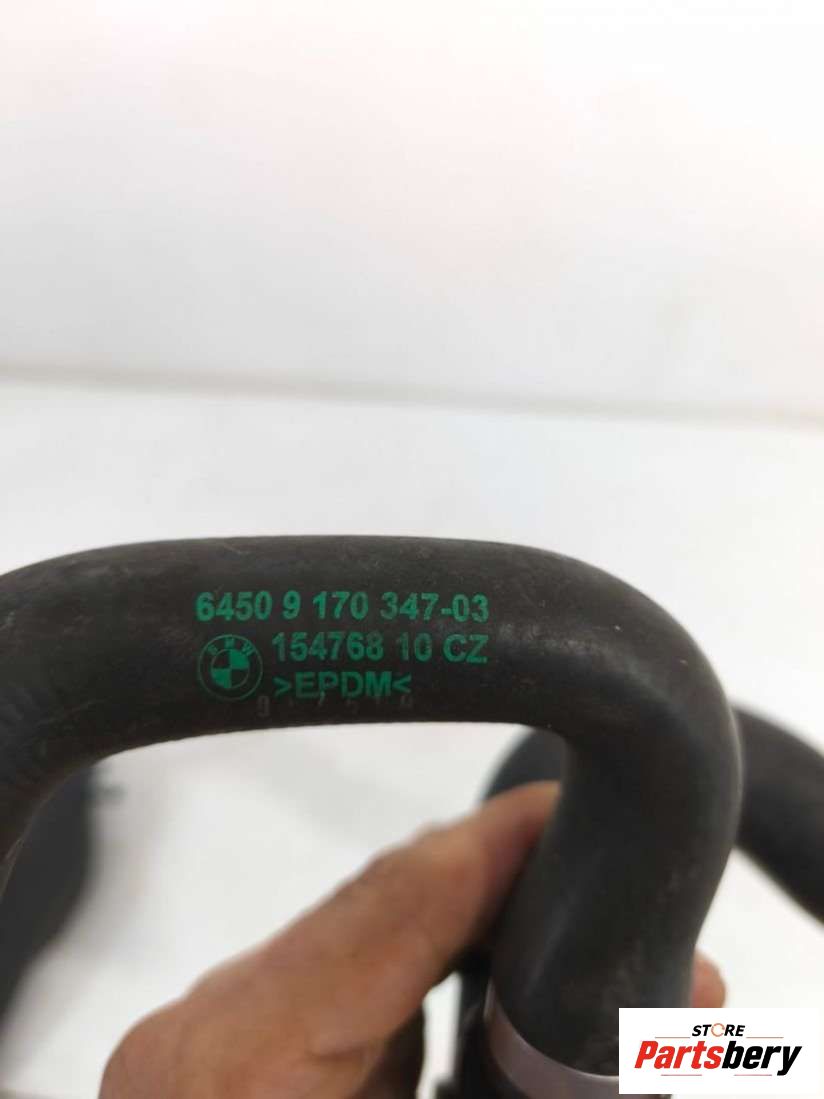 6450 9 170 347-03
BMW
154768 10 CZ
>EPDM<
STORE
Partsbery